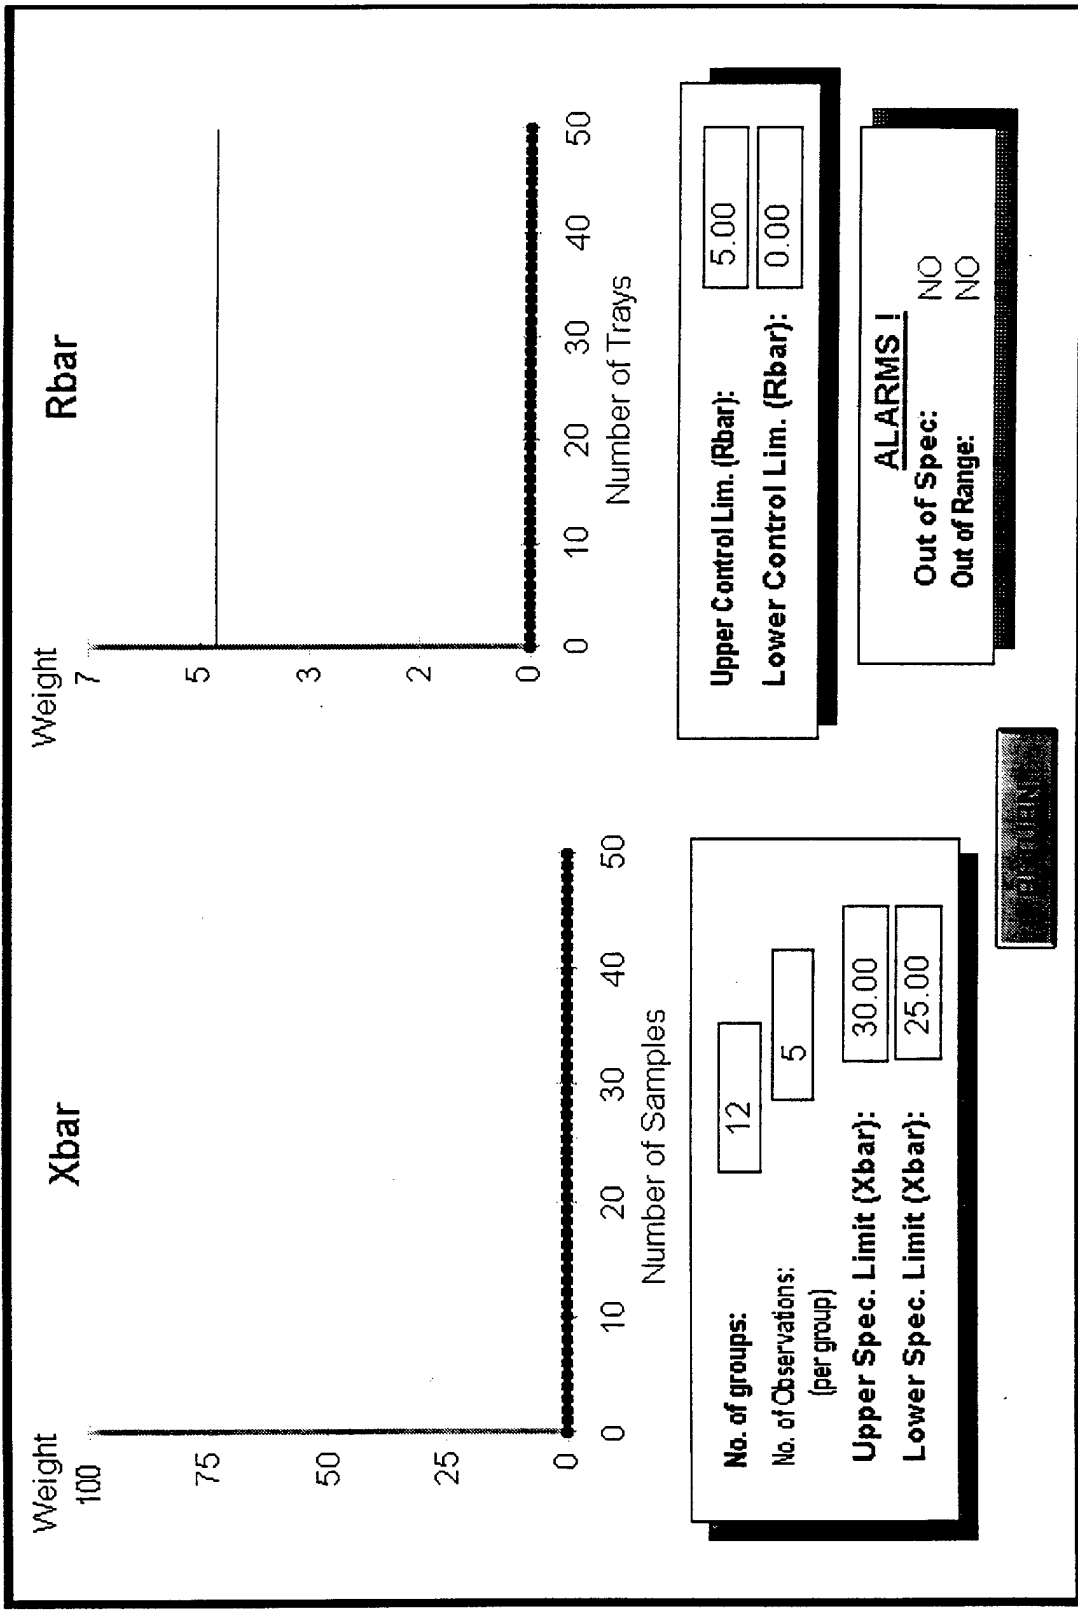 Xbar
Weight
100
75
50
25
0
0 10 20 30 40 50
Number of Samples
No. of groups: 12
No. of Observations: 5
(per group)
Upper Spec. Limit (Xbar): 30.00
Lower Spec. Limit (Xbar): 25.00
Rbar
Weight
7
5
3
2
0
0 10 20 30 40 50
Number of Trays
Upper Control Lim. (Rbar): 5.00
Lower Control Lim. (Rbar): 0.00
ALARMS !
Out of Spec: NO
Out of Range: NO
RETURN